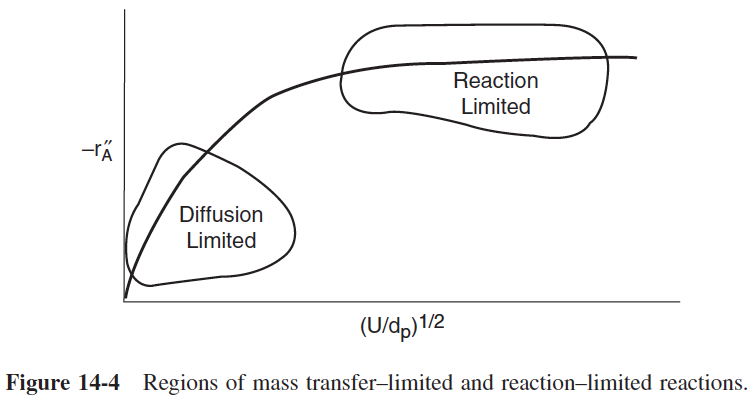 Reaction
Limited
−r″A
Diffusion
Limited
(U/dp)1/2
Figure 14-4 Regions of mass transfer–limited and reaction–limited reactions.